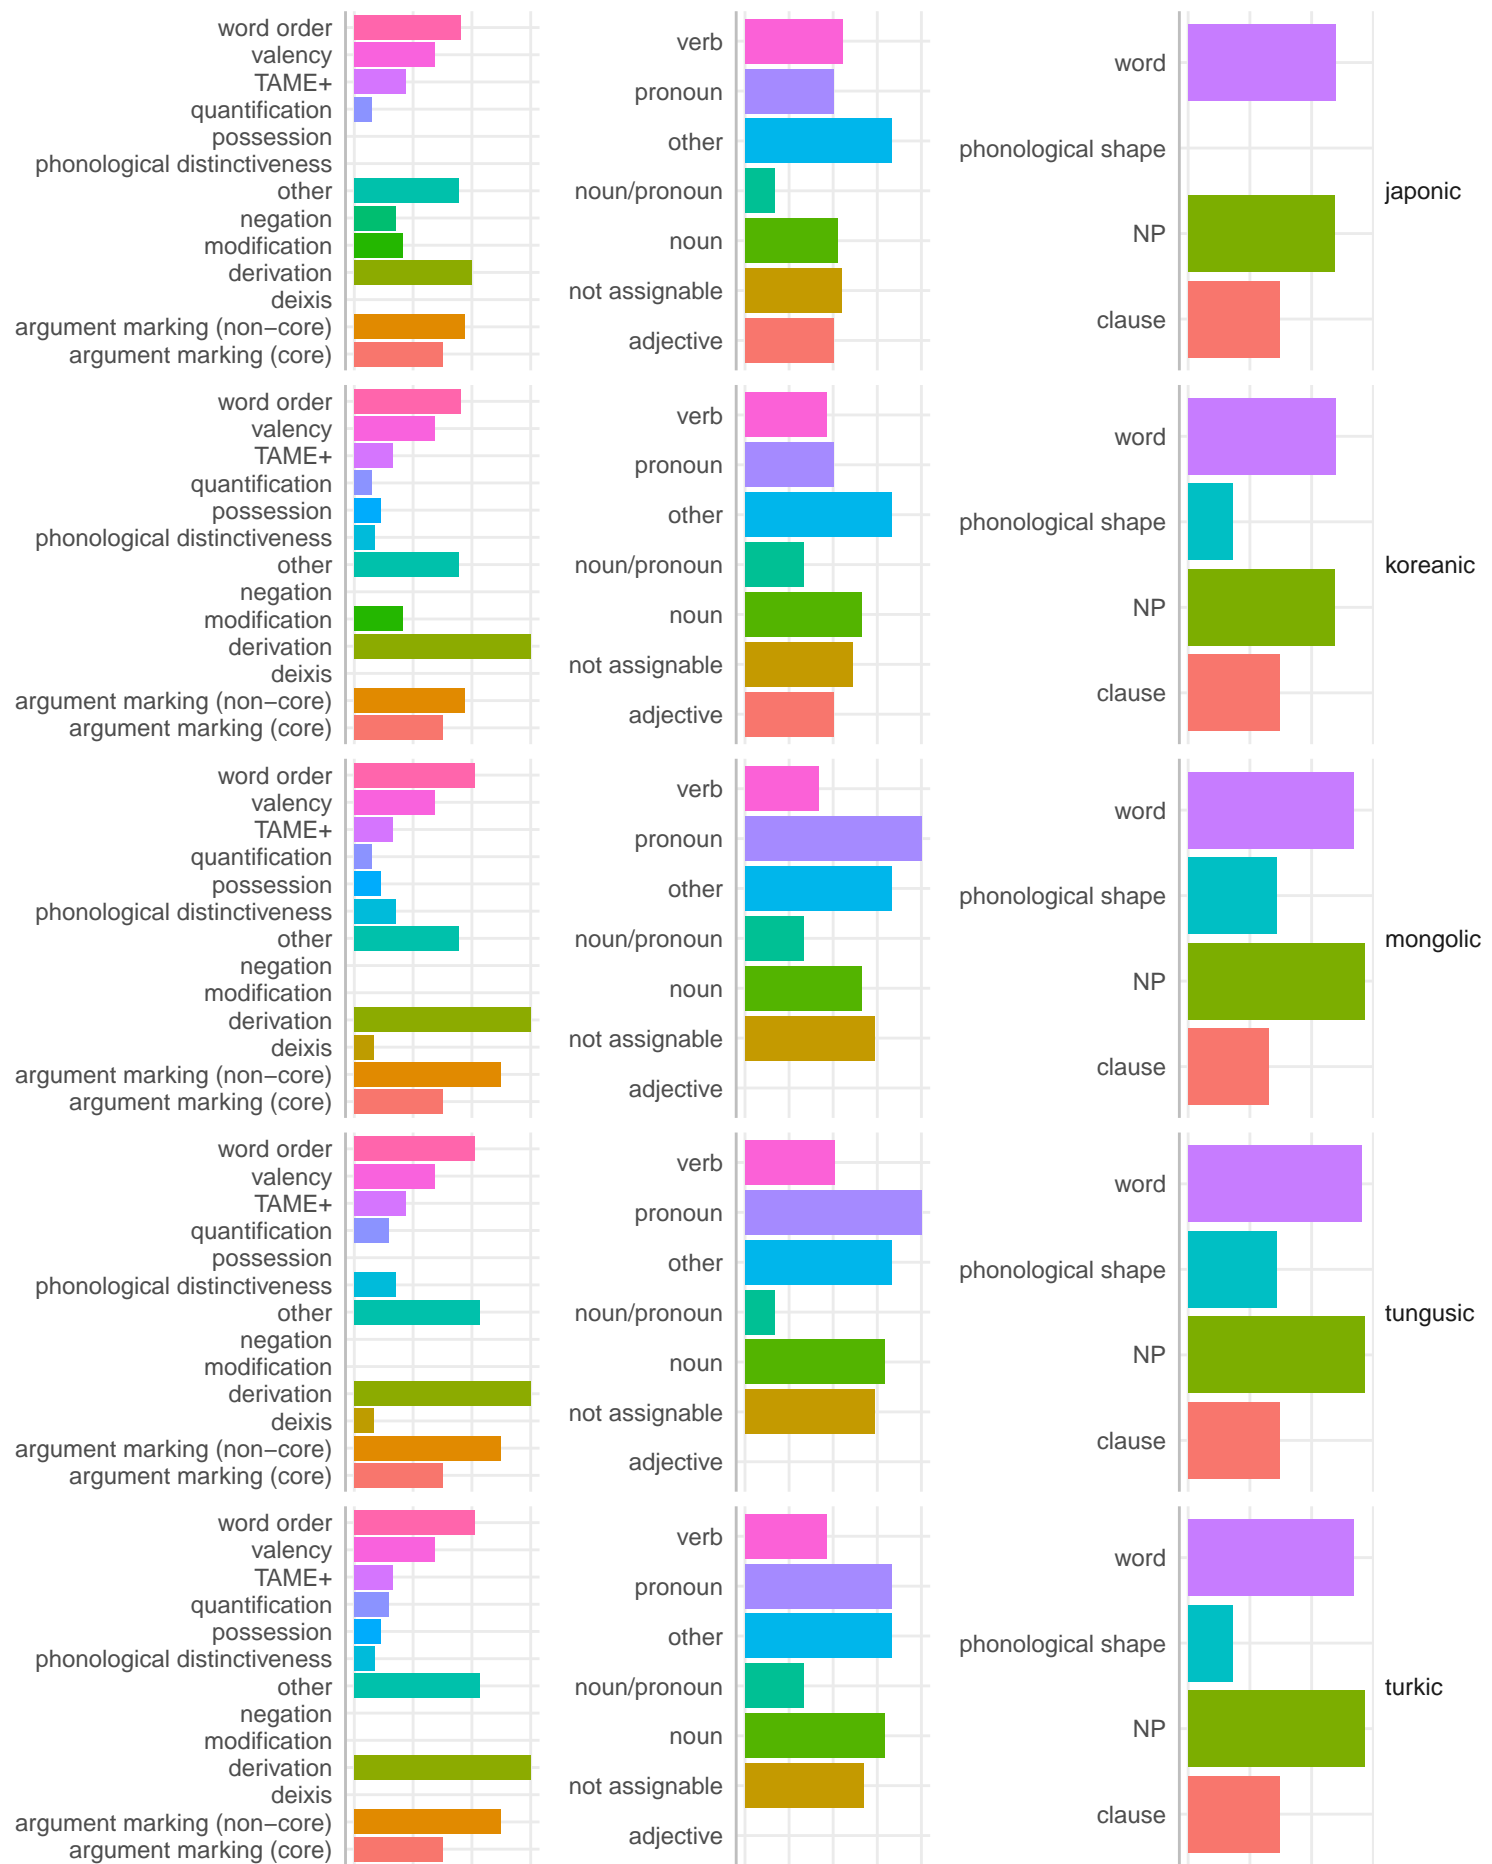 word order
valency
TAME+
quantification
possession
phonological distinctiveness
other
negation
modification
derivation
deixis
argument marking (non−core)
argument marking (core)
verb
pronoun
other
noun/pronoun
noun
not assignable
adjective
word
phonological shape
NP
clause
japonic
word order
valency
TAME+
quantification
possession
phonological distinctiveness
other
negation
modification
derivation
deixis
argument marking (non−core)
argument marking (core)
verb
pronoun
other
noun/pronoun
noun
not assignable
adjective
word
phonological shape
NP
clause
koreanic
word order
valency
TAME+
quantification
possession
phonological distinctiveness
other
negation
modification
derivation
deixis
argument marking (non−core)
argument marking (core)
verb
pronoun
other
noun/pronoun
noun
not assignable
adjective
word
phonological shape
NP
clause
mongolic
word order
valency
TAME+
quantification
possession
phonological distinctiveness
other
negation
modification
derivation
deixis
argument marking (non−core)
argument marking (core)
verb
pronoun
other
noun/pronoun
noun
not assignable
adjective
word
phonological shape
NP
clause
tungusic
word order
valency
TAME+
quantification
possession
phonological distinctiveness
other
negation
modification
derivation
deixis
argument marking (non−core)
argument marking (core)
verb
pronoun
other
noun/pronoun
noun
not assignable
adjective
word
phonological shape
NP
clause
turkic